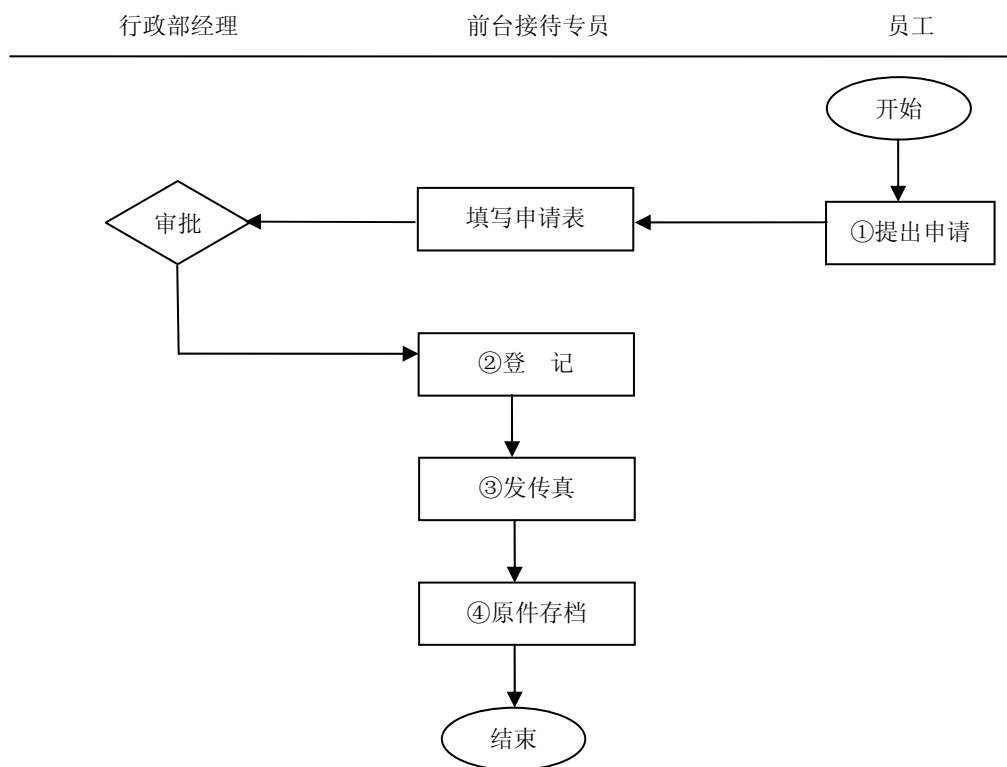 行政部经理 前台接待专员 员工
开始
审批 填写申请表 ①提出申请
②登　记
③发传真
④原件存档
结束